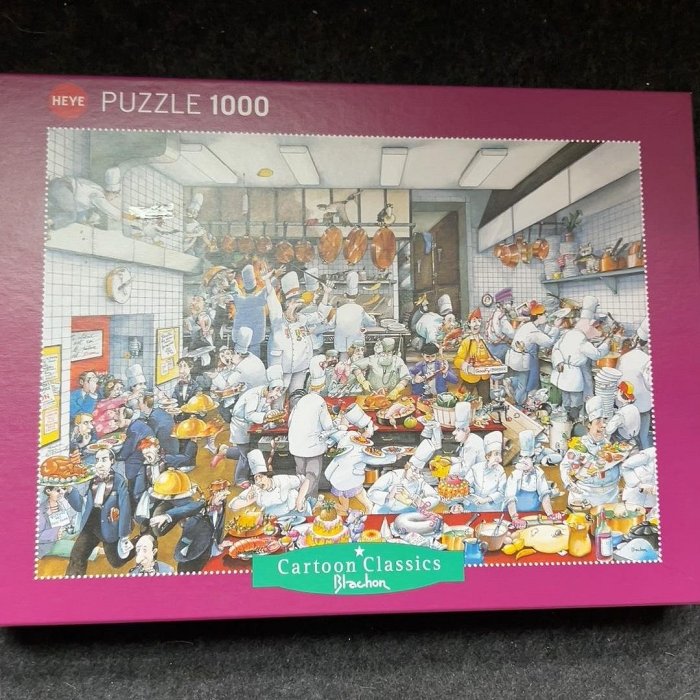 HEYE PUZZLE 1000
Cartoon Classics
Blachon